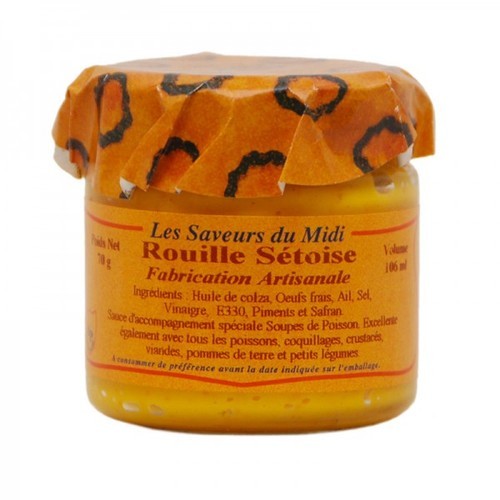 Les Saveurs du Midi
Poids Net
70 g
Rouille Sétoise
Volume
106 ml
Fabrication Artisanale
Ingrédients : Huile de colza, Oeufs frais, Ail, Sel,
Vinaigre, E330, Piments et Safran.
Sauce d'accompagnement spéciale Soupes de Poisson. Excellente
également avec tous les poissons, coquillages, crustacés,
viandes, pommes de terre et petits légumes
A consommer de préférence avant la date indiquée sur l'emballage.